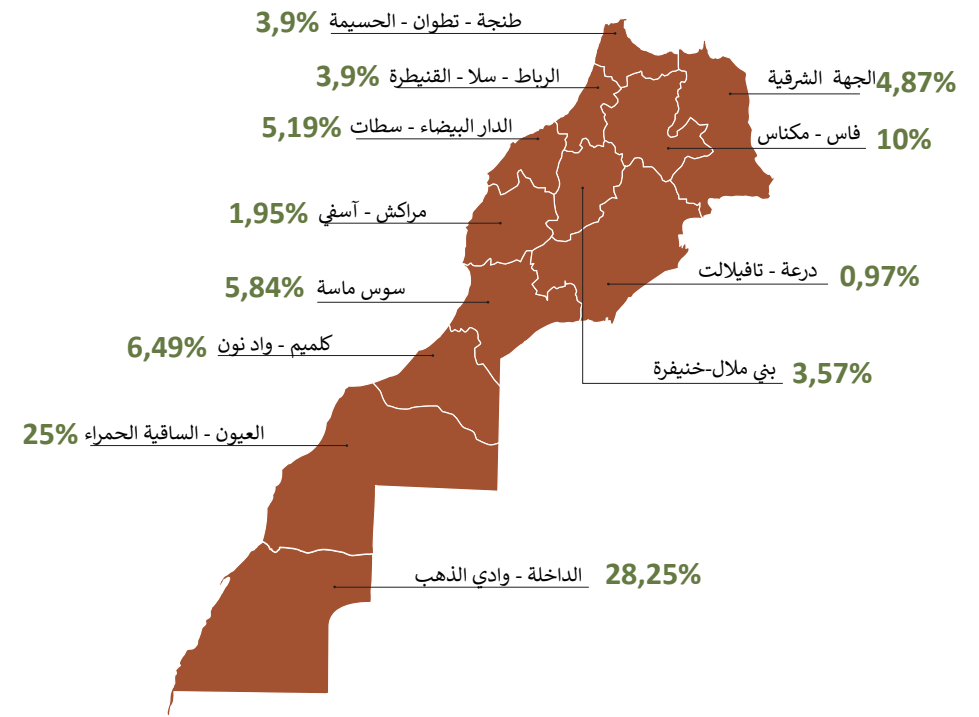 طنجة - تطوان - الحسيمة 3,9%
الرباط - سلا - القنيطرة 3,9%
الجهة الشرقية 4,87%
الدار البيضاء - سطات 5,19%
فاس - مكناس 10%
مراكش - آسفي 1,95%
درعة - تافيلالت 0,97%
سوس ماسة 5,84%
كلميم - واد نون 6,49%
بني ملال-خنيفرة 3,57%
العيون - الساقية الحمراء 25%
الداخلة - وادي الذهب 28,25%